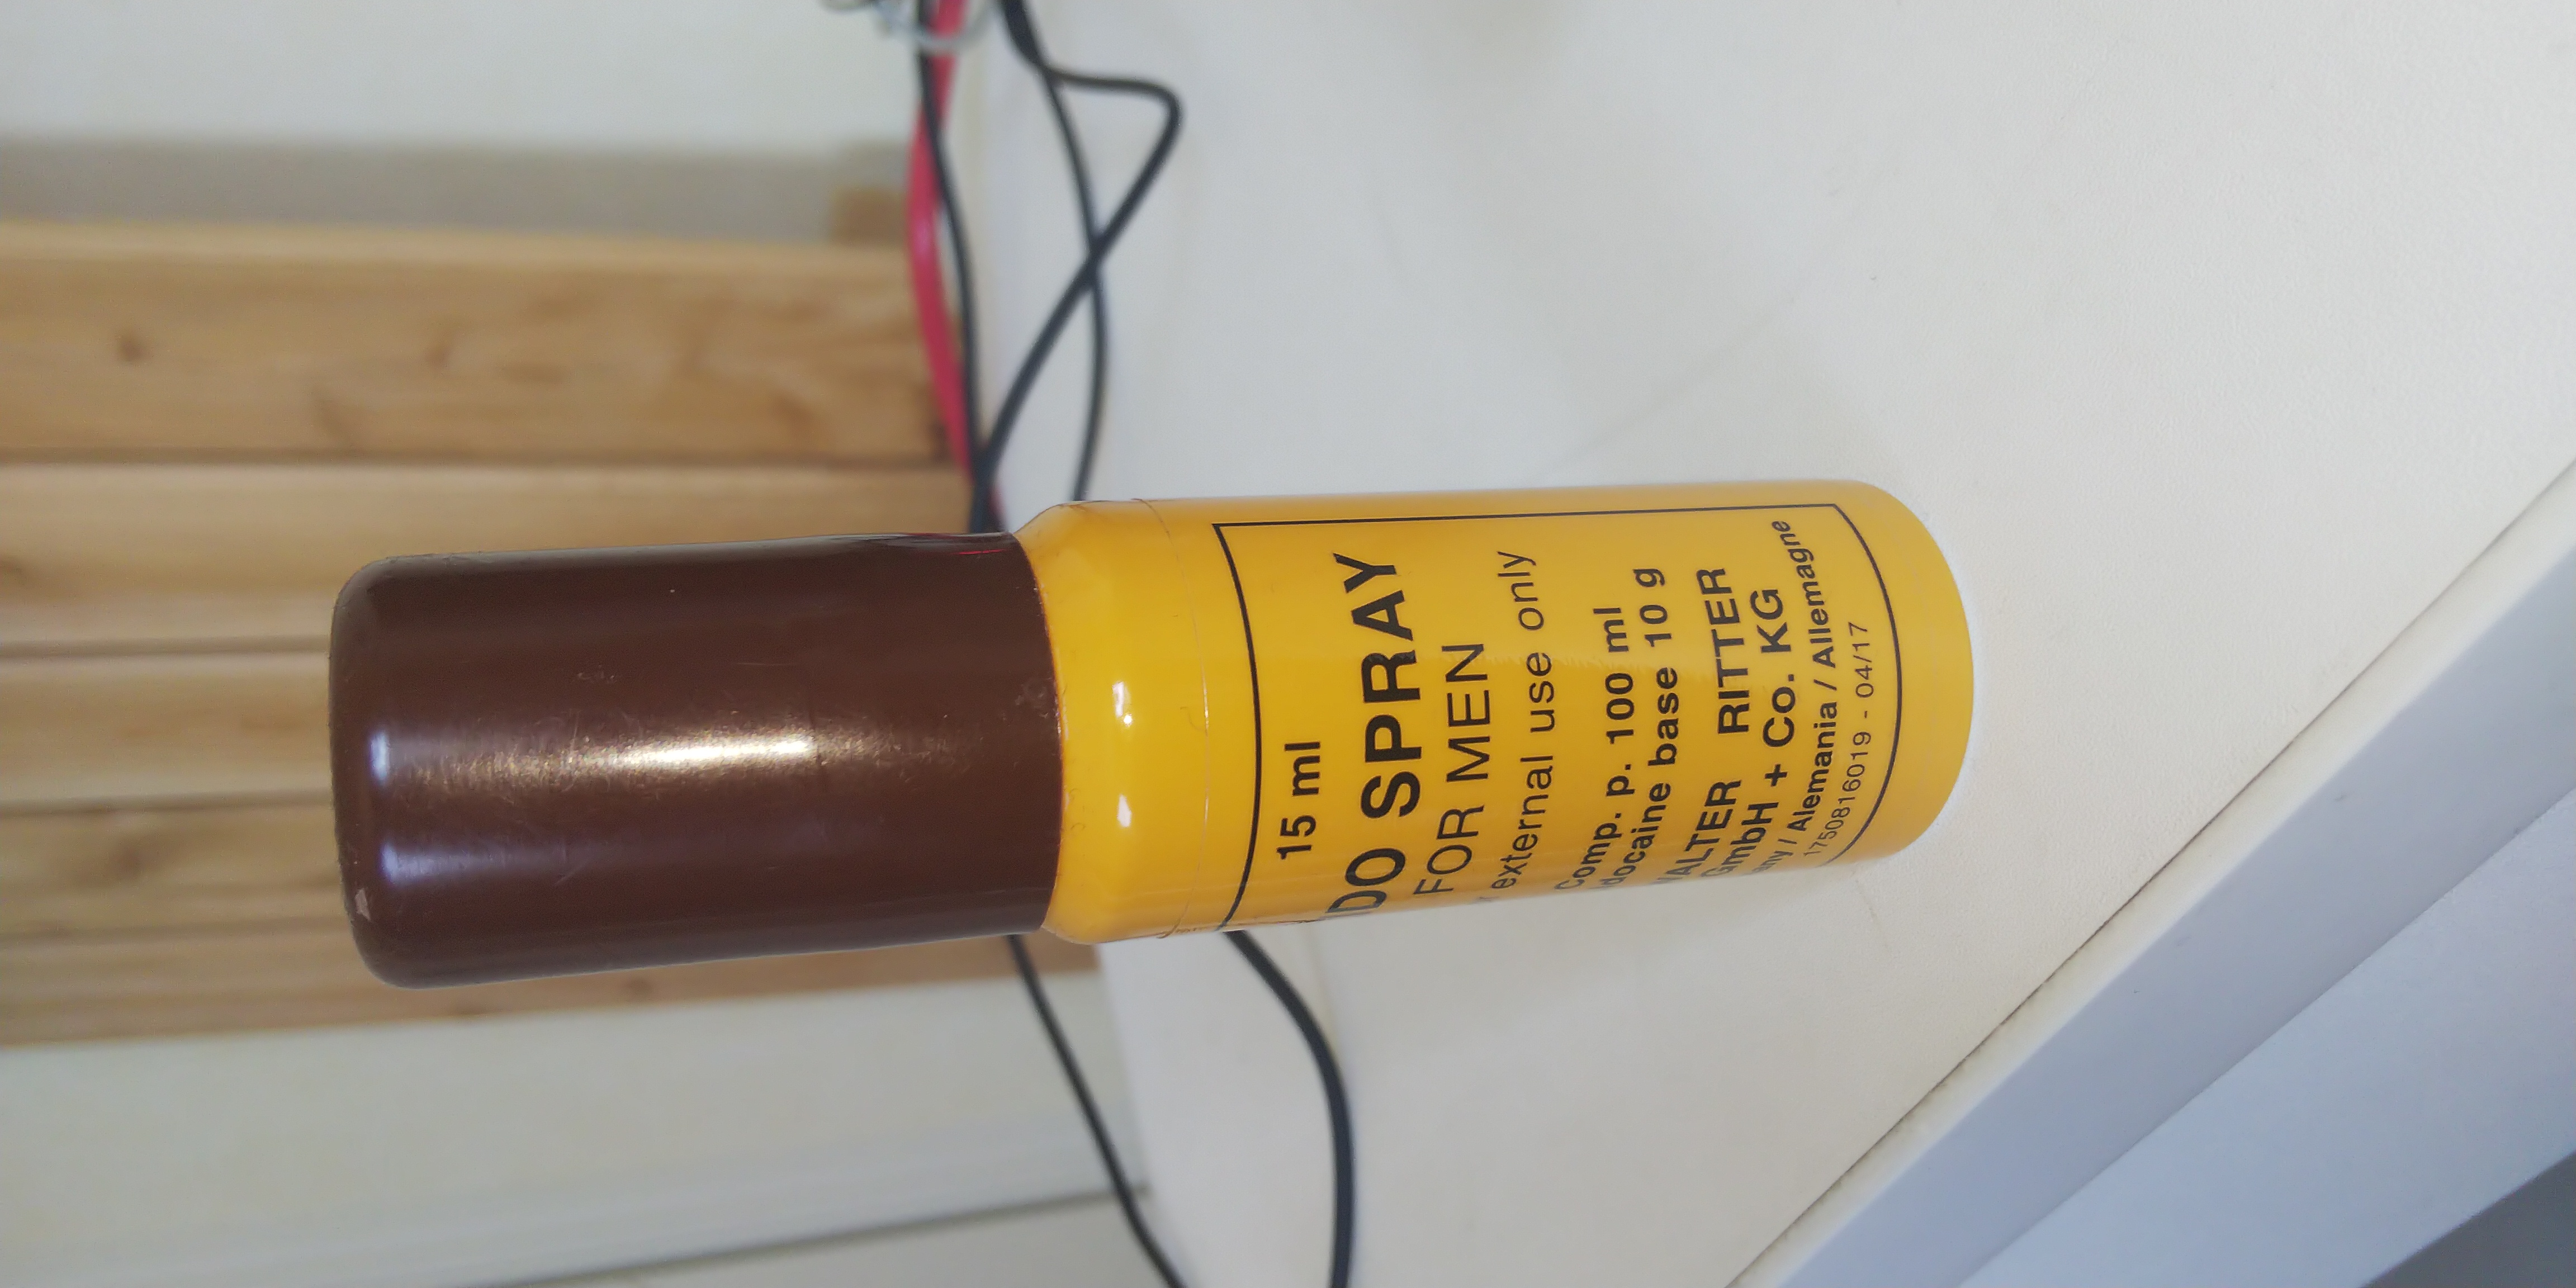 15 ml
DO SPRAY
FOR MEN
external use only
Comp. p. 100 ml
docaine base 10 g
ALTER RITTER
GmbH + Co. KG
ny / Alemania / Allemagne
1750816019 - 04/17